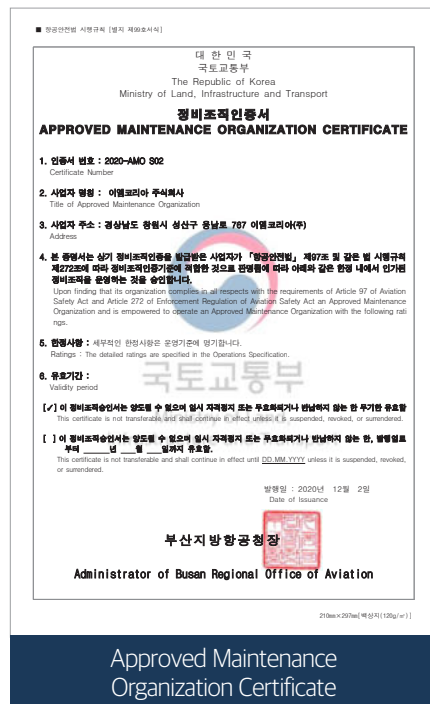 ■ 항공안전법 시행규칙 [별지 제99호서식]
대 한 민 국
국토교통부
The Republic of Korea
Ministry of Land, Infrastructure and Transport
정비조직인증서
APPROVED MAINTENANCE ORGANIZATION CERTIFICATE
1. 인증서 번호 : 2020-AMO S02
Certificate Number
2. 사업자 명칭 : 이엠코리아 주식회사
Title of Approved Maintenance Organization
3. 사업자 주소 : 경상남도 창원시 성산구 웅남로 767 이엠코리아(주)
Address
4. 본 증명서는 상기 정비조직인증을 발급받은 사업자가 「항공안전법」 제97조 및 같은 법 시행규칙
제272조에 따라 정비조직인증기준에 적합한 것으로 판명됨에 따라 아래와 같은 한정 내에서 인가된
정비조직을 운영하는 것을 승인합니다.
Upon finding that its organization complies in all respects with the requirements of Article 97 of Aviation
Safety Act and Article 272 of Enforcement Regulation of Aviation Safety Act an Approved Maintenance
Organization and is empowered to operate an Approved Maintenance Organization with the following rati
ngs.
5. 한정사항 : 세부적인 한정사항은 운영기준에 명기합니다.
Ratings : The detailed ratings are specified in the Operations Specification.
6. 유효기간 :
Validity period
국토교통부
[✓] 이 정비조직승인서는 양도될 수 없으며 일시 자격정지 또는 무효화되거나 반납하지 않는 한 무기한 유효함
This certificate is not transferable and shall continue in effect unless it is suspended, revoked, or surrendered.
[ ] 이 정비조직승인서는 양도될 수 없으며 일시 자격정지 또는 무효화되거나 반납하지 않는 한, 발행일로
부터 ______년 ___월 ___일까지 유효함.
This certificate is not transferable and shall continue in effect until DD.MM.YYYY unless it is suspended, revoked,
or surrendered.
발행일 : 2020년 12월 2일
Date of Issuance
부산지방항공청장
Administrator of Busan Regional Office of Aviation
210㎜×297㎜[백상지(120g/㎡)]
Approved Maintenance
Organization Certificate